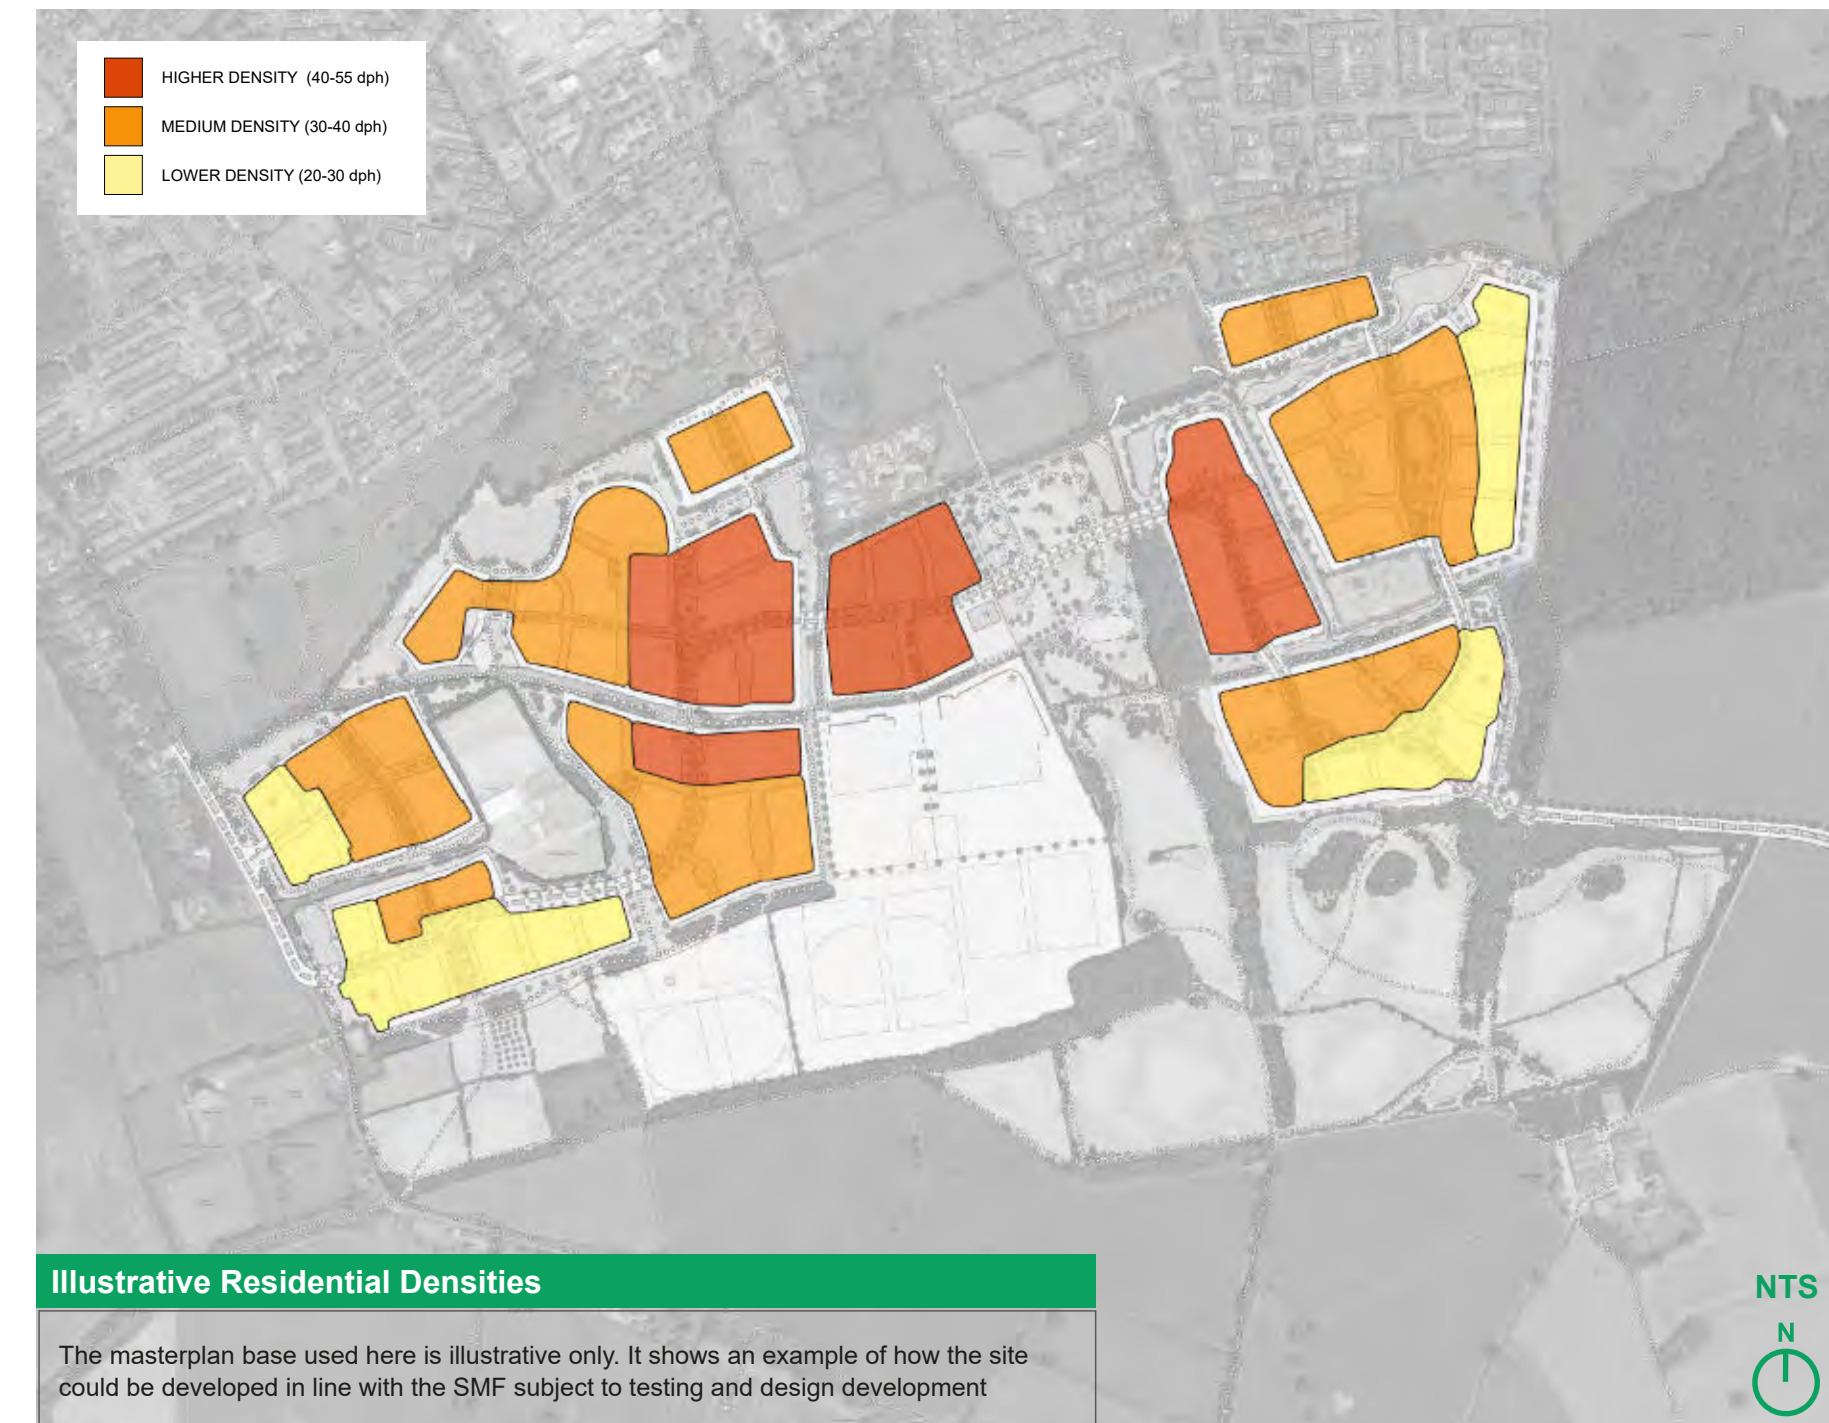 HIGHER DENSITY (40-55 dph)
MEDIUM DENSITY (30-40 dph)
LOWER DENSITY (20-30 dph)
Illustrative Residential Densities
The masterplan base used here is illustrative only. It shows an example of how the site
could be developed in line with the SMF subject to testing and design development
NTS
N